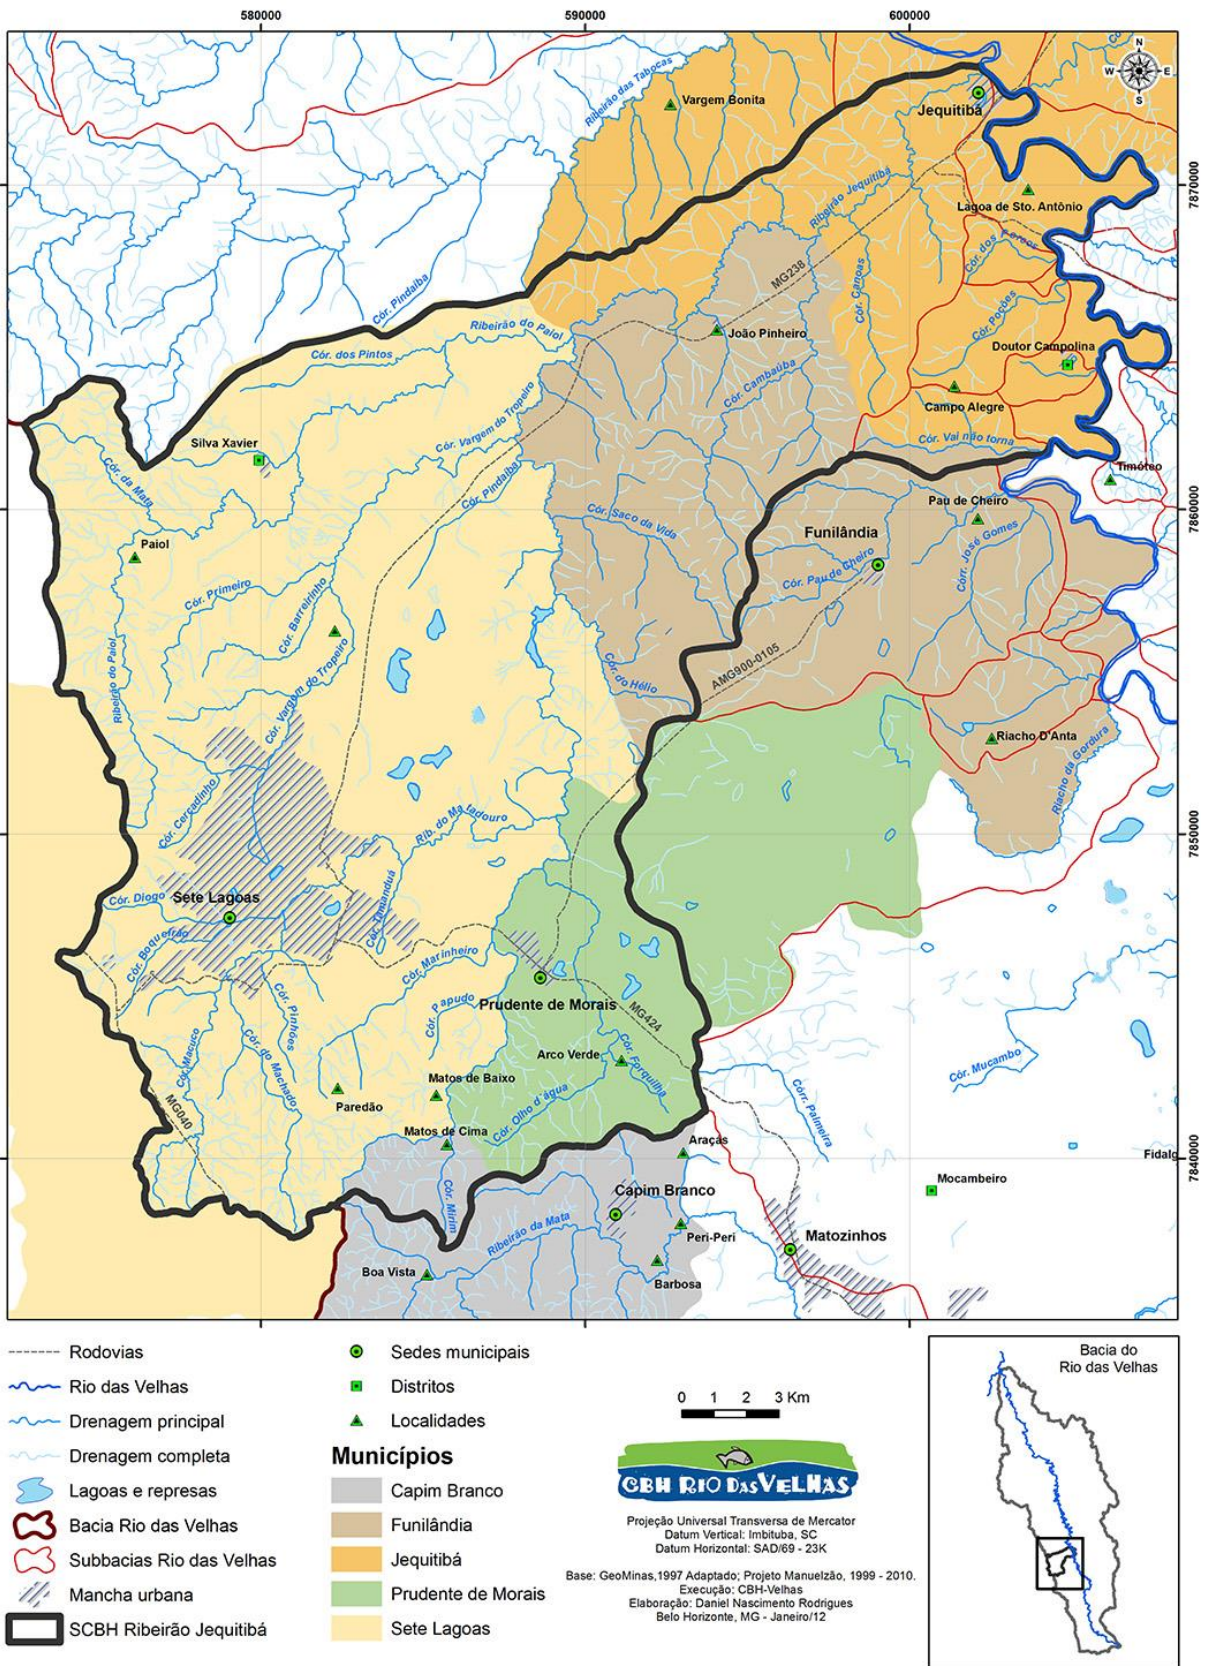 580000
590000
600000
N
W
E
S
Ribeirão das Tabocas
Vargem Bonita
Jequitibá
7870000
Ribeirão Jequitibá
Lagoa de Sto. Antônio
Cór. dos Forcos
MG238
Cór. Canoas
Cór. Pindaíba
Cór. Poções
Ribeirão do Paiol
João Pinheiro
Doutor Campolina
Cór. dos Pintos
Cór. Cambaúba
Campo Alegre
Cór. Vargem do Tropeiro
Silva Xavier
Cór. Vai não torna
Cór. Pindaíba
Timóteo
Cór. da Mata
Pau de Cheiro
7860000
Cór. Saco da Vida
Funilândia
Paiol
Córr. José Gomes
Cór. Pau de Cheiro
Cór. Primeiro
Cór. Barreirinho
AMG900-0105
Cór. do Hélio
Ribeirão do Paiol
Cór. Vargem do Tropeiro
Riacho D'Anta
Riacho da Gordura
Cór. Cercadinho
Rib. do Matadouro
7850000
Cór. Diogo
Sete Lagoas
Cór. Tamanduá
Cór. Boqueirão
Cór. Marinheiro
Prudente de Morais
Cór. Papudo
Cór. Pinhões
MG424
Cór. Macuco
Cór. do Machado
Arco Verde
Cór. Forquilha
Cór. Mucambo
Matos de Baixo
Cór. Olho d'água
Córr. Palmeira
MG040
Paredão
Matos de Cima
Araçás
7840000
Fidalg
Cór. Mirim
Capim Branco
Mocambeiro
Ribeirão da Mata
Peri-Peri
Matozinhos
Boa Vista
Barbosa
Rodovias
Rio das Velhas
Drenagem principal
Drenagem completa
Lagoas e represas
Bacia Rio das Velhas
Subbacias Rio das Velhas
Mancha urbana
SCBH Ribeirão Jequitibá
Sedes municipais
Distritos
Localidades
Municípios
Capim Branco
Funilândia
Jequitibá
Prudente de Morais
Sete Lagoas
0 1 2 3 Km
CBH RIO DAS VELHAS
Projeção Universal Transversa de Mercator
Datum Vertical: Imbituba, SC
Datum Horizontal: SAD/69 - 23K
Base: GeoMinas,1997 Adaptado; Projeto Manuelzão, 1999 - 2010.
Execução: CBH-Velhas
Elaboração: Daniel Nascimento Rodrigues
Belo Horizonte, MG - Janeiro/12
Bacia do
Rio das Velhas